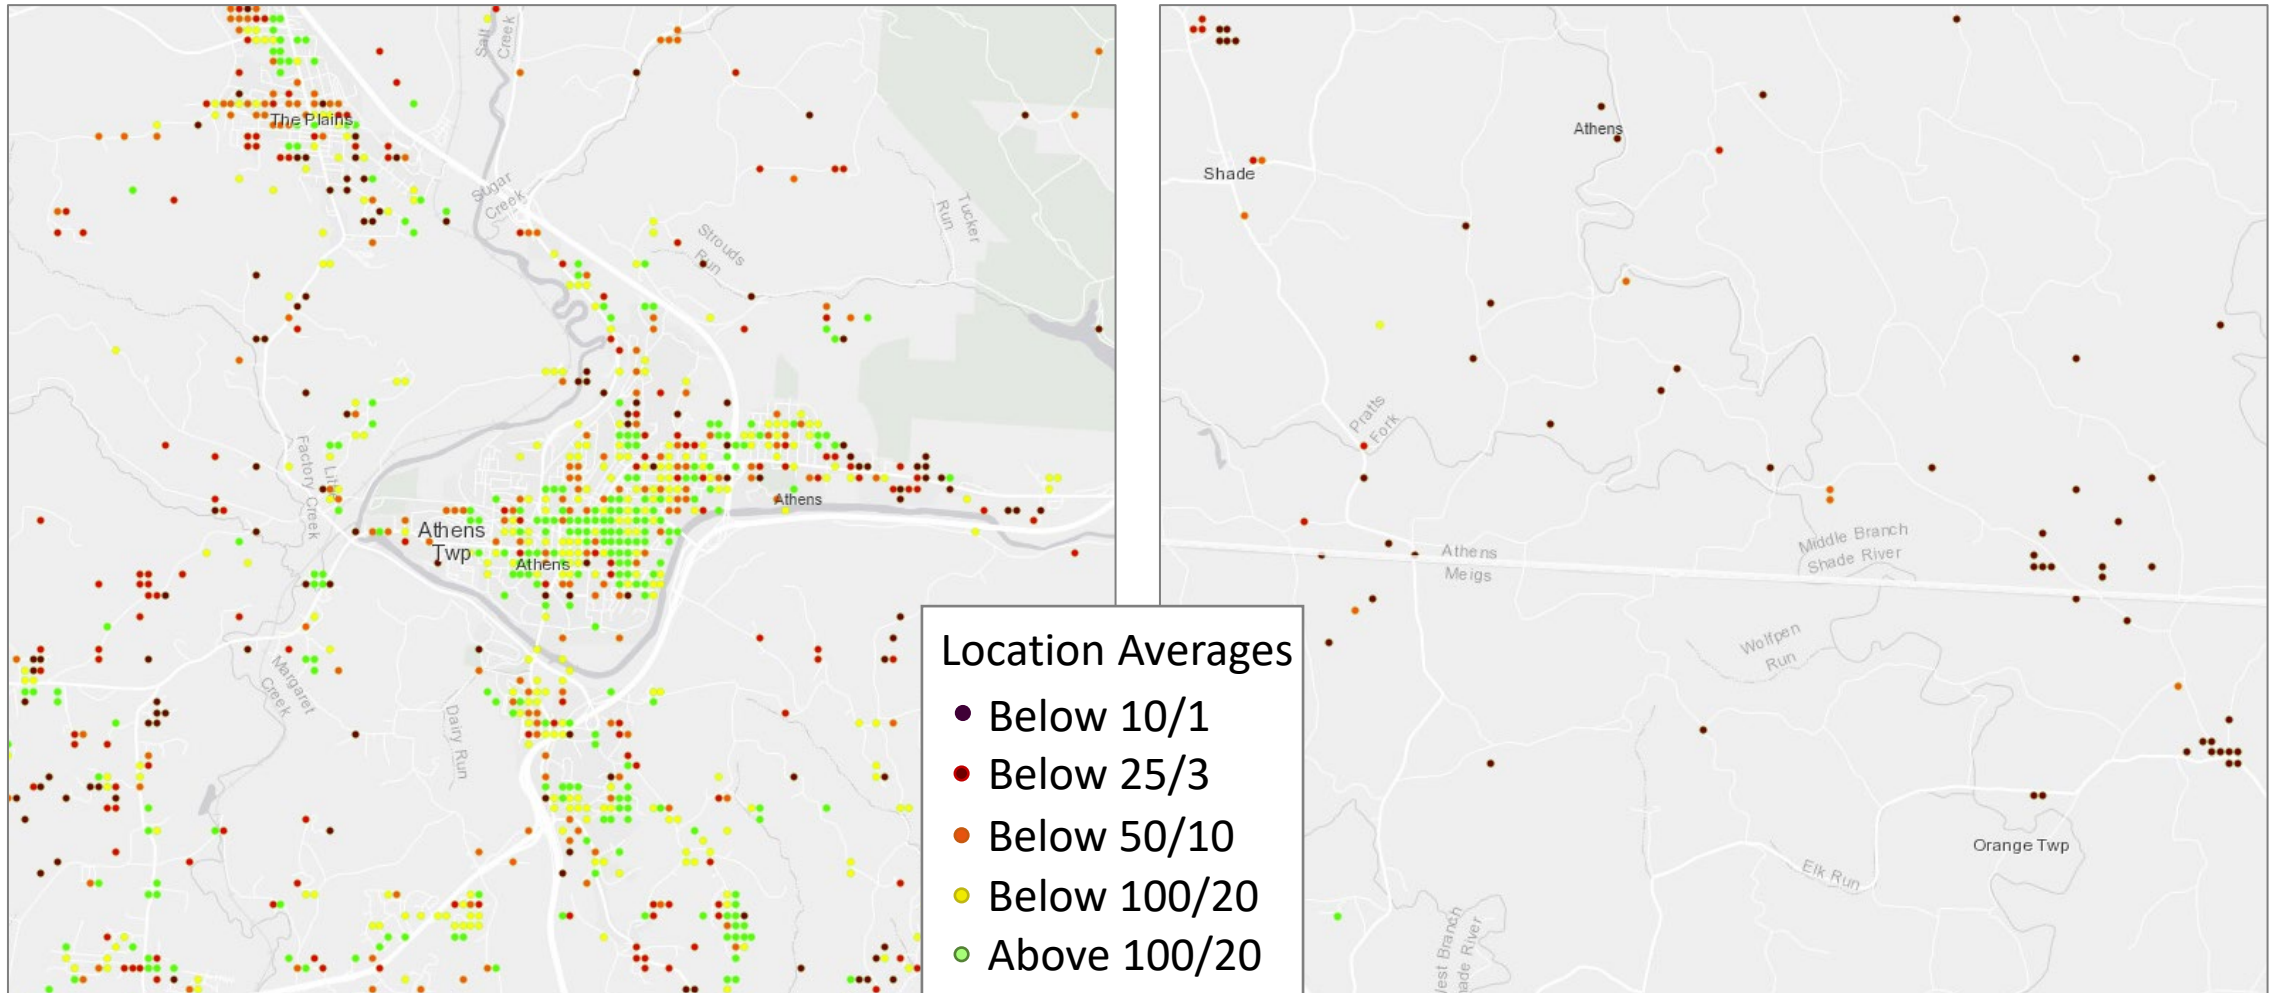 Salt
Creek
The Plains
Sugar
Creek
Strouds
Run
Tucker
Run
Factory Creek
Athens
Twp
Athens
Athens
Margaret
Creek
Dairy Run
Athens
Shade
Pratts
Fork
Athens
Meigs
Middle Branch
Shade River
Wolfpen
Run
Orange Twp
Elk Run
Location Averages
Below 10/1
Below 25/3
Below 50/10
Below 100/20
Above 100/20